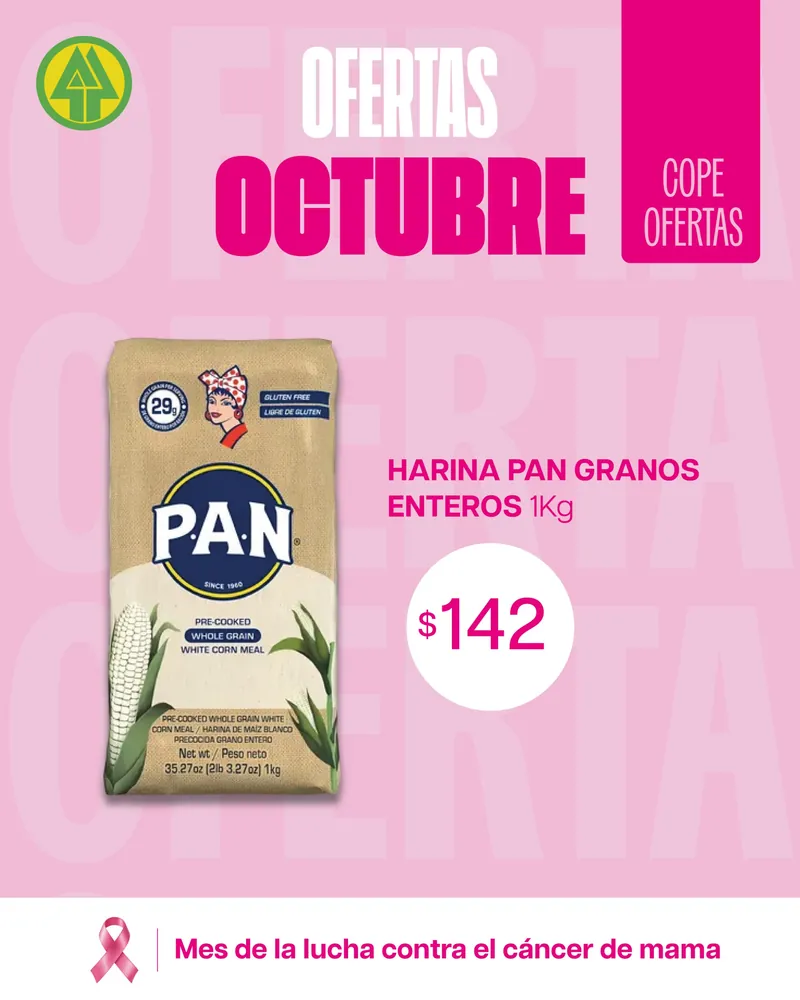 OFERTAS
OCTUBRE
COPE
OFERTAS
29g
GLUTEN FREE
LIBRE DE GLUTEN
P.A.N
SINCE 1960
PRE-COOKED
WHOLE GRAIN
WHITE CORN MEAL
PRE-COOKED WHOLE GRAIN WHITE
CORN MEAL / HARINA DE MAÍZ BLANCO
PRECOCIDA GRANO ENTERO
Net wt / Peso neto
35.27oz (2lb 3.27oz) 1kg
HARINA PAN GRANOS
ENTEROS 1Kg
$142
Mes de la lucha contra el cáncer de mama